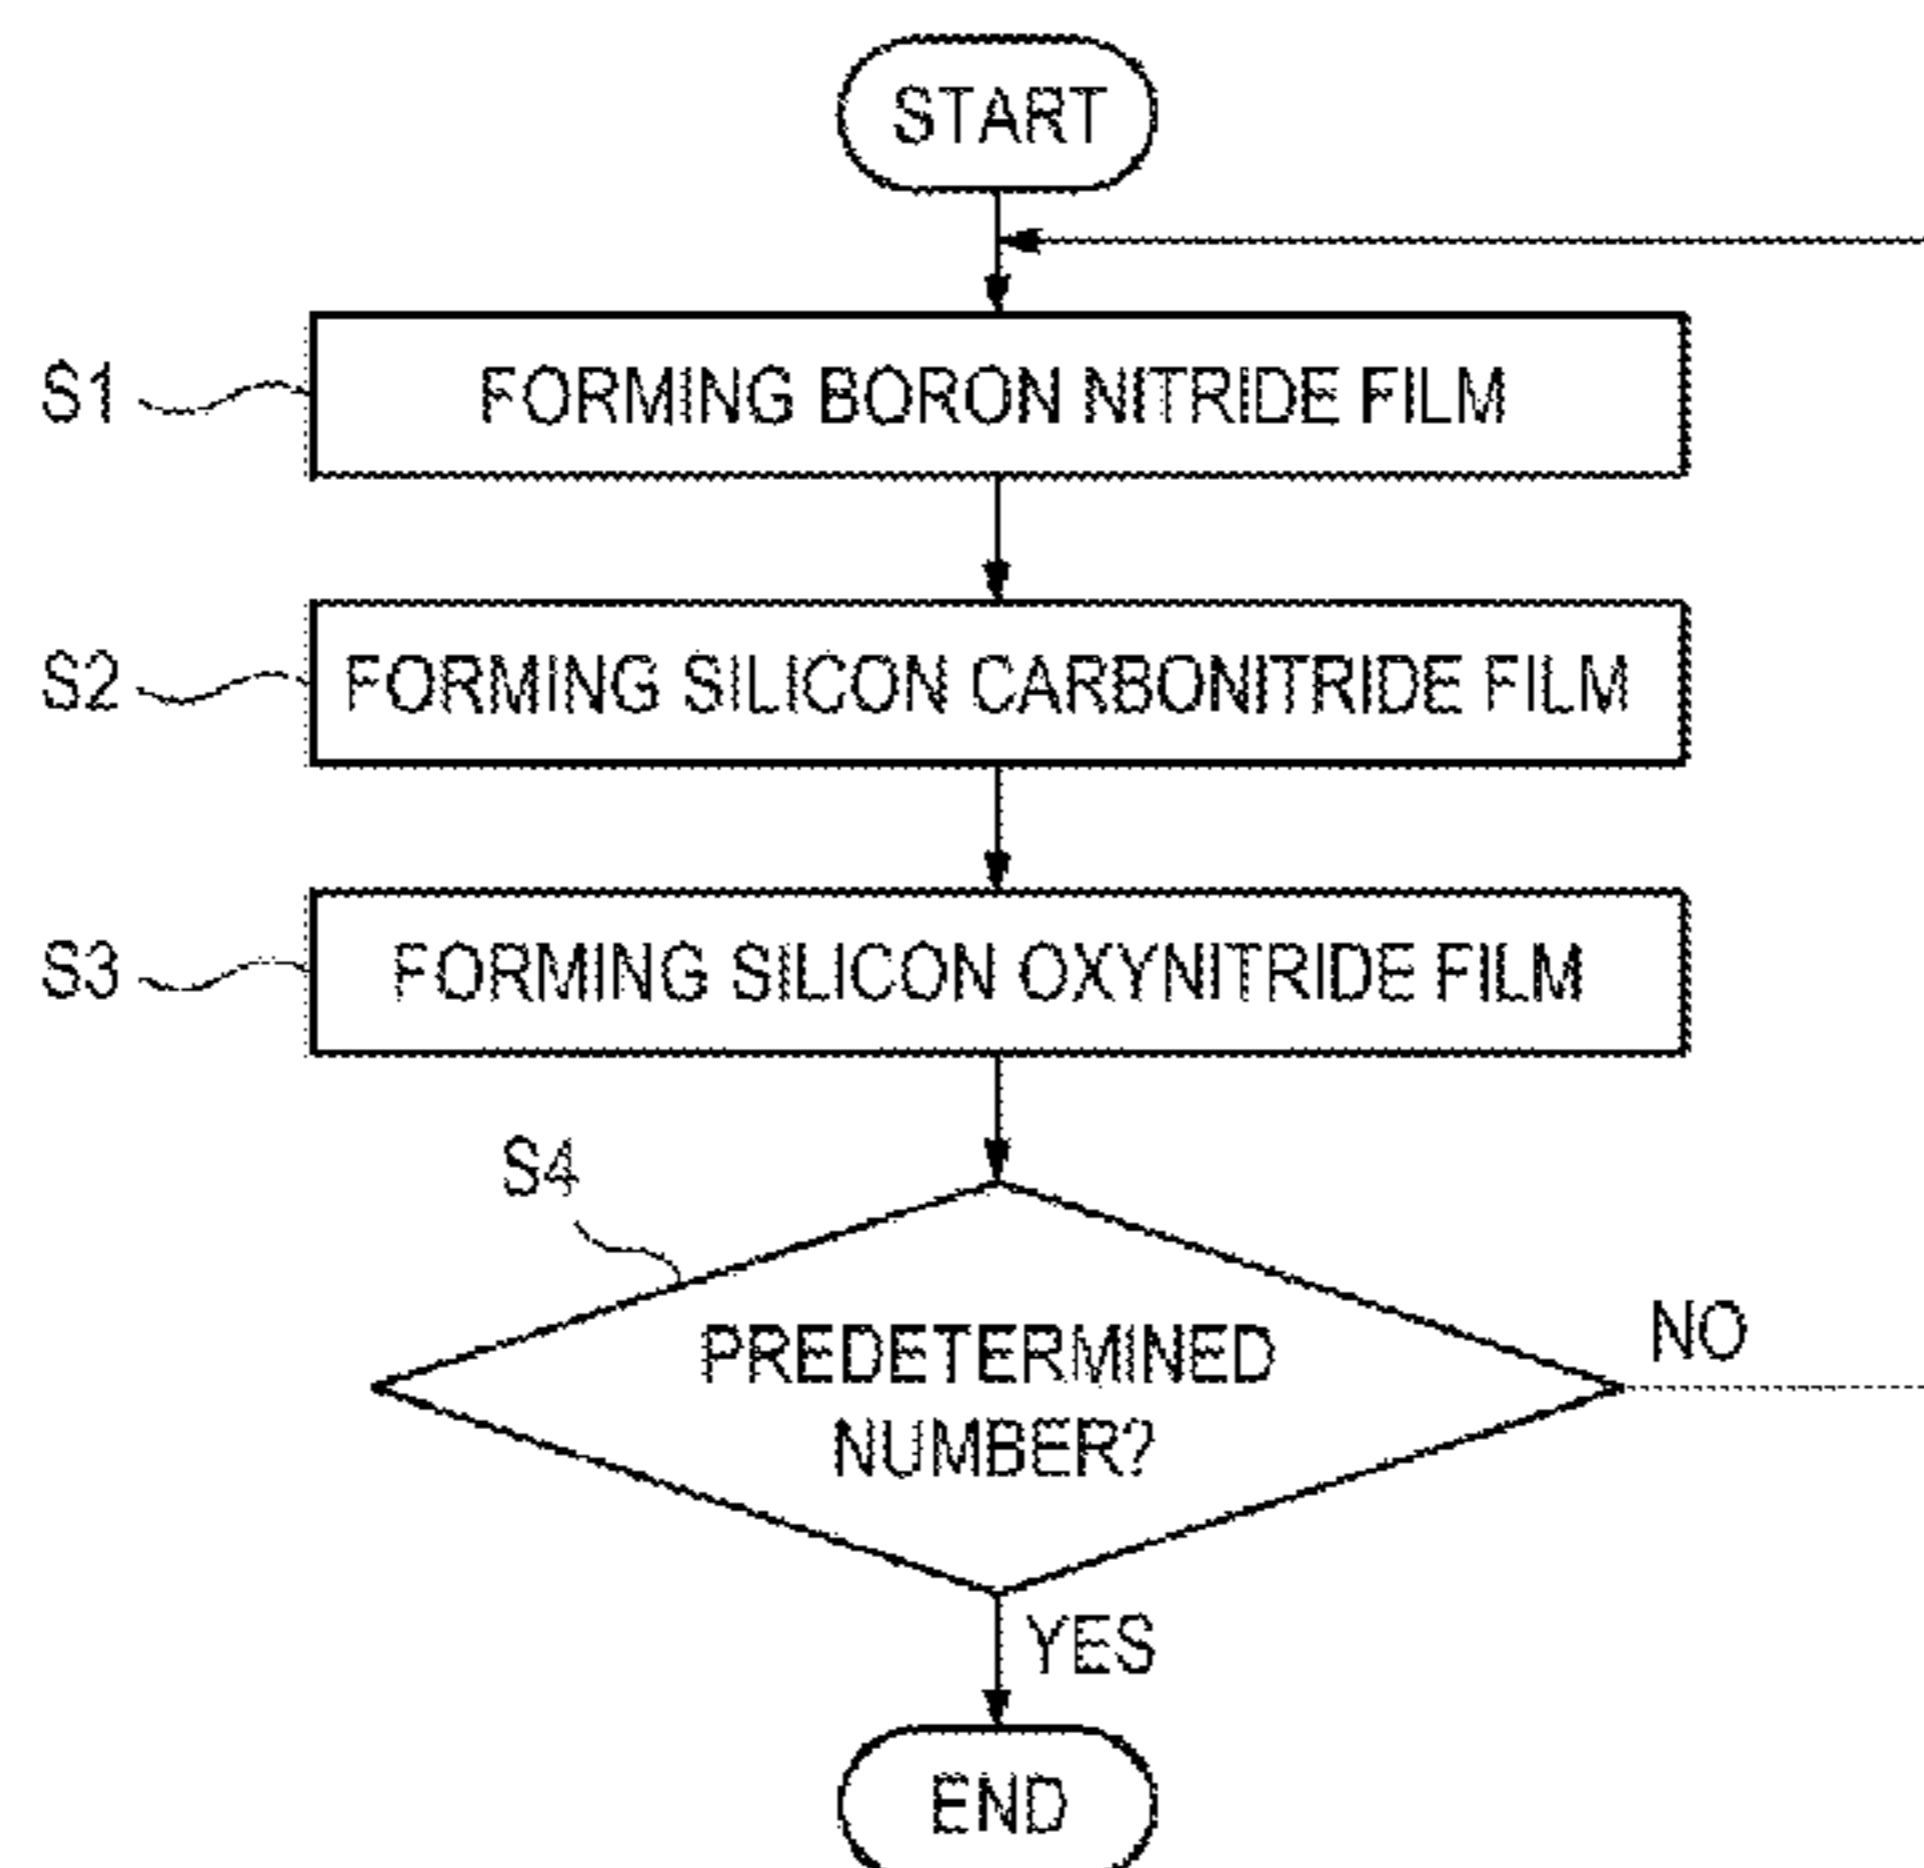 START
S1
FORMING BORON NITRIDE FILM
S2
FORMING SILICON CARBONITRIDE FILM
S3
FORMING SILICON OXYNITRIDE FILM
S4
PREDETERMINED
NUMBER?
NO
YES
END